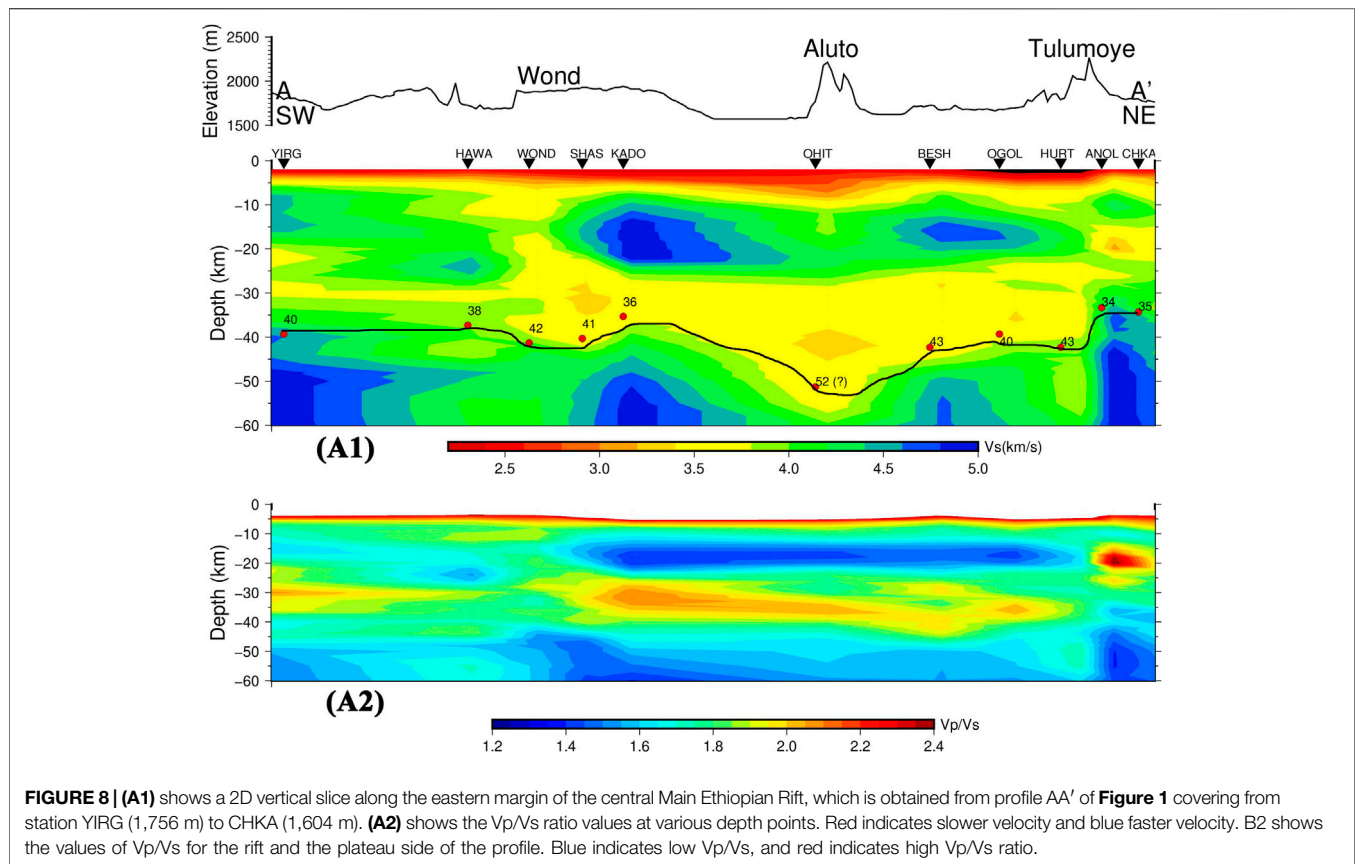 Elevation (m)
2500
2000
1500
A
SW
Wond
Aluto
Tulumoye
A'
NE
YIRG HAWA WOND SHAS KADO OHIT BESH OGOL HURT ANOL CHKA
Depth (km)
0
−10
−20
−30
−40
−50
−60
40 38 42 41 36 52 (?) 43 40 43 34 35
(A1)
Vs(km/s)
2.5 3.0 3.5 4.0 4.5 5.0
Depth (km)
0
−10
−20
−30
−40
−50
−60
(A2)
Vp/Vs
1.2 1.4 1.6 1.8 2.0 2.2 2.4
FIGURE 8 | (A1) shows a 2D vertical slice along the eastern margin of the central Main Ethiopian Rift, which is obtained from profile AA′ of Figure 1 covering from
station YIRG (1,756 m) to CHKA (1,604 m). (A2) shows the Vp/Vs ratio values at various depth points. Red indicates slower velocity and blue faster velocity. B2 shows
the values of Vp/Vs for the rift and the plateau side of the profile. Blue indicates low Vp/Vs, and red indicates high Vp/Vs ratio.